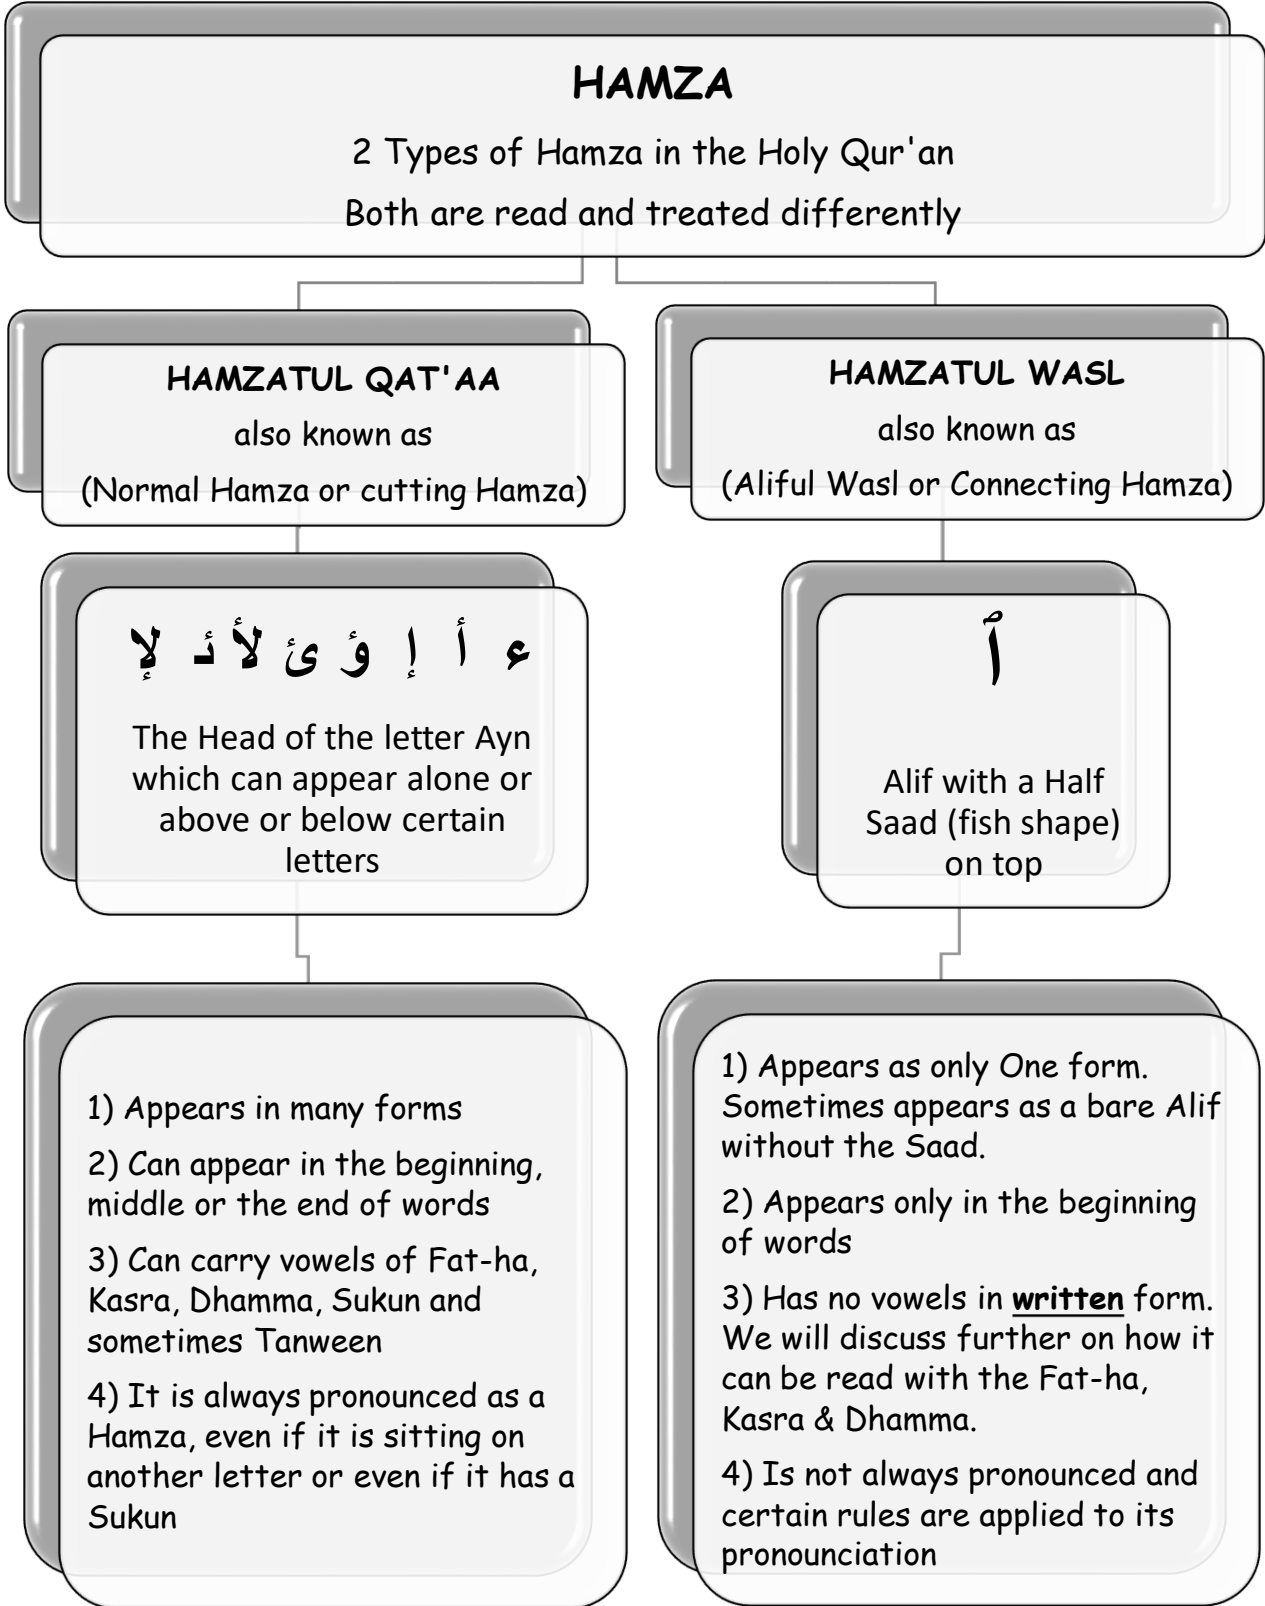 HAMZA
2 Types of Hamza in the Holy Qur'an
Both are read and treated differently
HAMZATUL QAT'AA
also known as
(Normal Hamza or cutting Hamza)
ء أ إ ؤ ئ لأ ئـ لإ
The Head of the letter Ayn
which can appear alone or
above or below certain
letters
1) Appears in many forms
2) Can appear in the beginning,
middle or the end of words
3) Can carry vowels of Fat-ha,
Kasra, Dhamma, Sukun and
sometimes Tanween
4) It is always pronounced as a
Hamza, even if it is sitting on
another letter or even if it has a
Sukun
HAMZATUL WASL
also known as
(Aliful Wasl or Connecting Hamza)
ٱ
Alif with a Half
Saad (fish shape)
on top
1) Appears as only One form.
Sometimes appears as a bare Alif
without the Saad.
2) Appears only in the beginning
of words
3) Has no vowels in written form.
We will discuss further on how it
can be read with the Fat-ha,
Kasra & Dhamma.
4) Is not always pronounced and
certain rules are applied to its
pronounciation